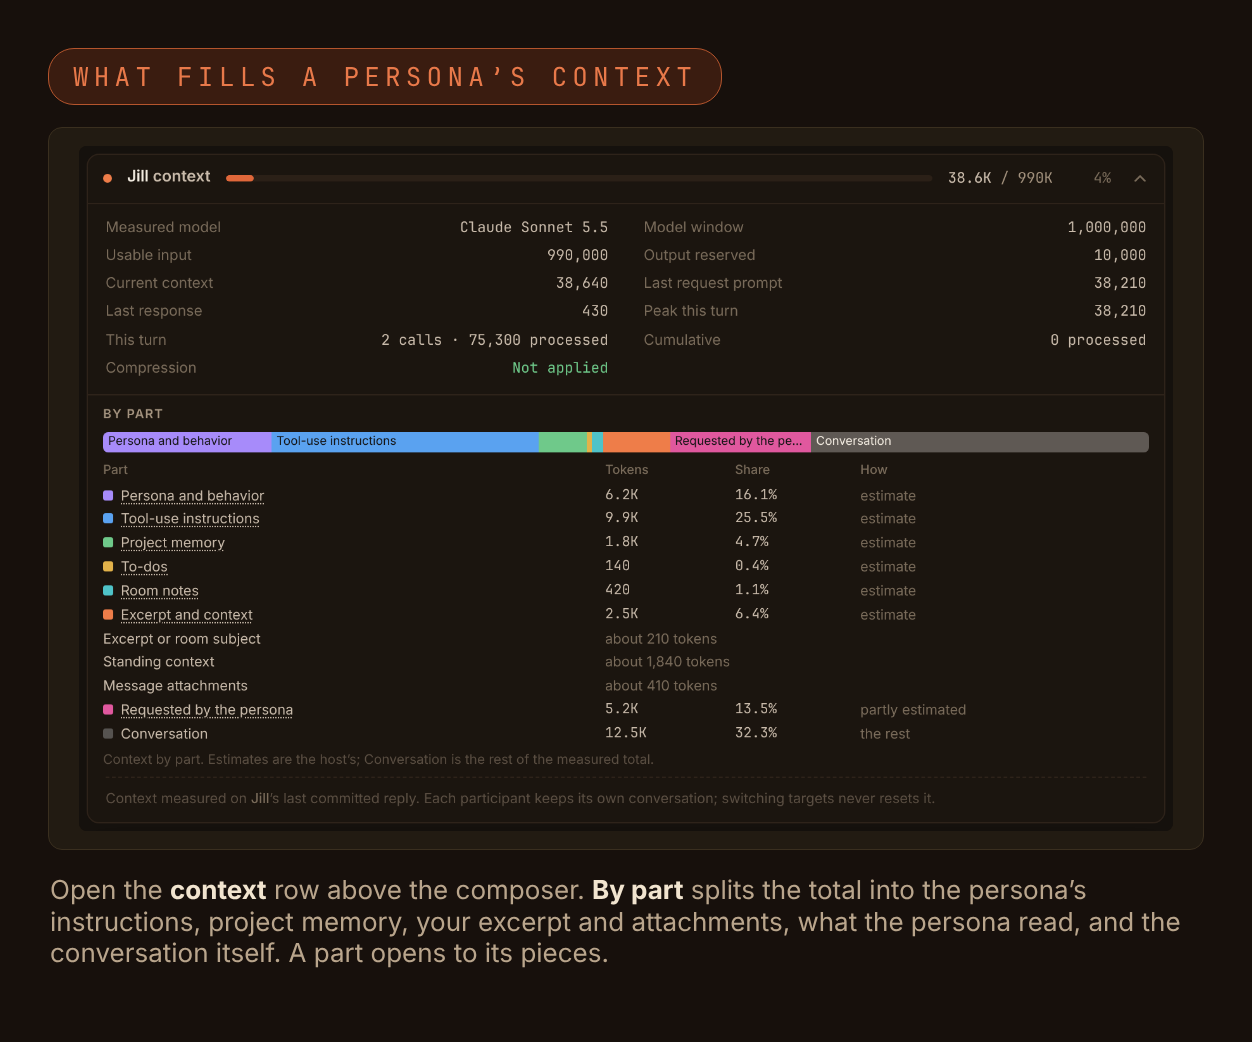 WHAT FILLS A PERSONA’S CONTEXT
Jill context 38.6K / 990K 4%
Measured model Claude Sonnet 5.5 Model window 1,000,000
Usable input 990,000 Output reserved 10,000
Current context 38,640 Last request prompt 38,210
Last response 430 Peak this turn 38,210
This turn 2 calls · 75,300 processed Cumulative 0 processed
Compression Not applied
BY PART
Persona and behavior Tool-use instructions Requested by the pe... Conversation
Part Tokens Share How
Persona and behavior 6.2K 16.1% estimate
Tool-use instructions 9.9K 25.5% estimate
Project memory 1.8K 4.7% estimate
To-dos 140 0.4% estimate
Room notes 420 1.1% estimate
Excerpt and context 2.5K 6.4% estimate
Excerpt or room subject about 210 tokens
Standing context about 1,840 tokens
Message attachments about 410 tokens
Requested by the persona 5.2K 13.5% partly estimated
Conversation 12.5K 32.3% the rest
Context by part. Estimates are the host’s; Conversation is the rest of the measured total.
Context measured on Jill’s last committed reply. Each participant keeps its own conversation; switching targets never resets it.
Open the context row above the composer. By part splits the total into the persona’s
instructions, project memory, your excerpt and attachments, what the persona read, and the
conversation itself. A part opens to its pieces.